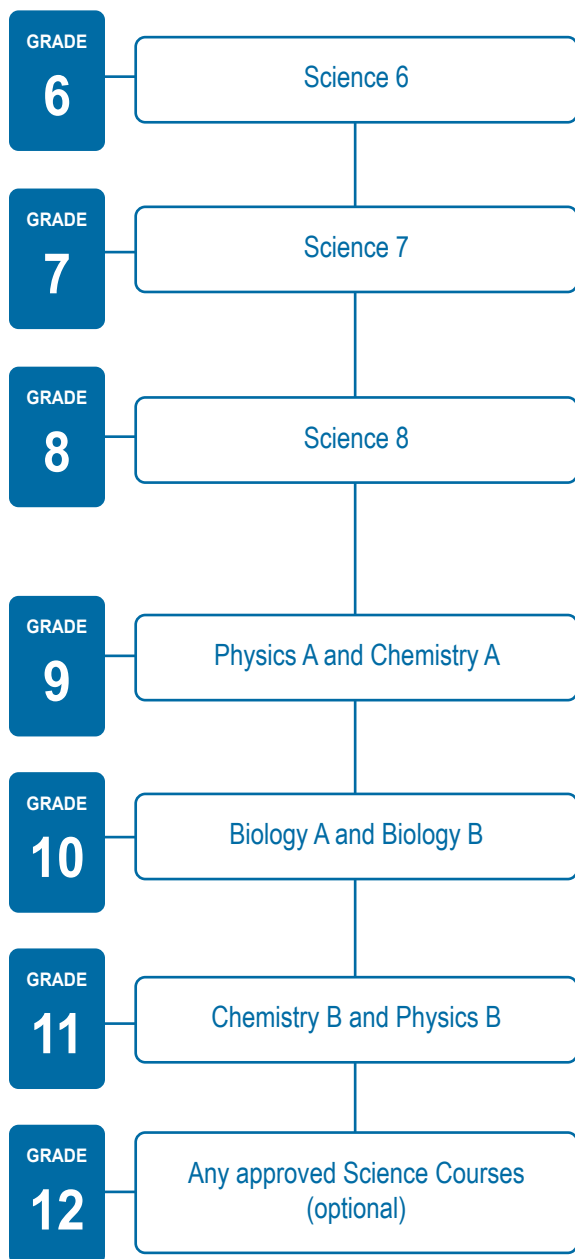 GRADE
6
Science 6
GRADE
7
Science 7
GRADE
8
Science 8
GRADE
9
Physics A and Chemistry A
GRADE
10
Biology A and Biology B
GRADE
11
Chemistry B and Physics B
GRADE
12
Any approved Science Courses
(optional)